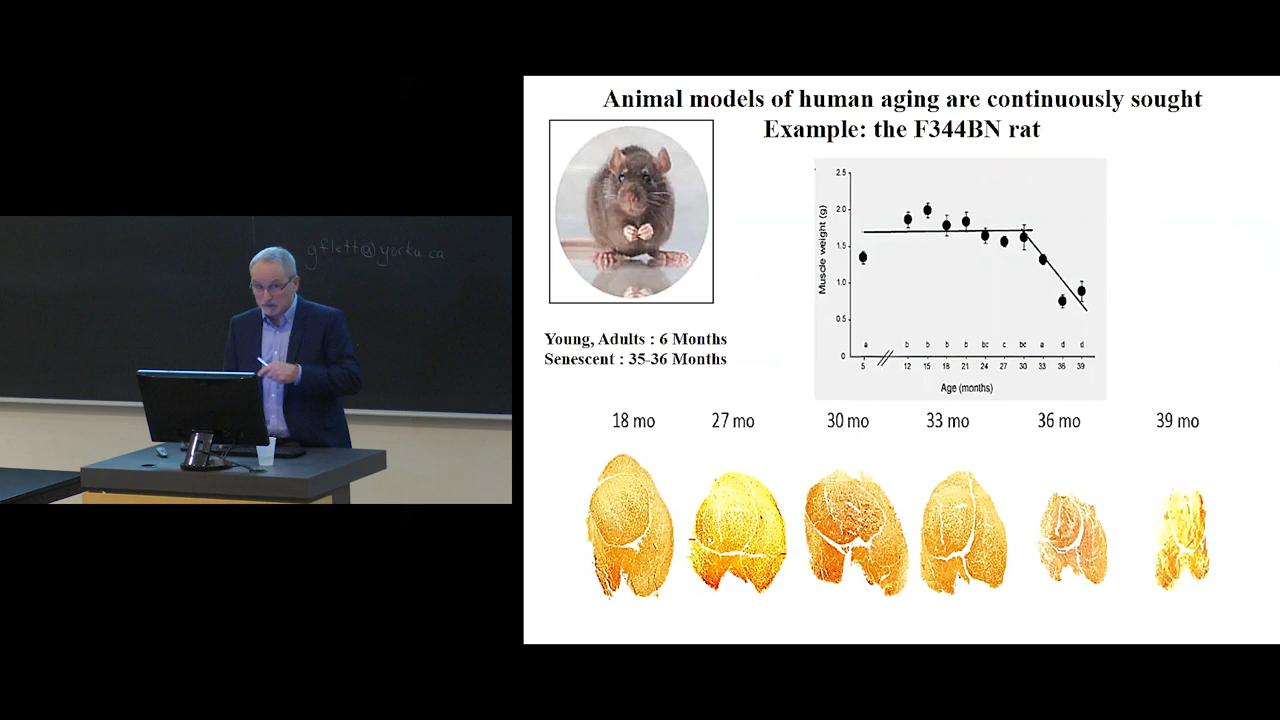 gflett@yorku.ca
Animal models of human aging are continuously sought
Example: the F344BN rat
Young, Adults : 6 Months
Senescent : 35-36 Months
Muscle weight (g)
2.5
2.0
1.5
1.0
0.5
0
a b b b b bc c bc a d d
5 12 15 18 21 24 27 30 33 36 39
Age (months)
18 mo 27 mo 30 mo 33 mo 36 mo 39 mo